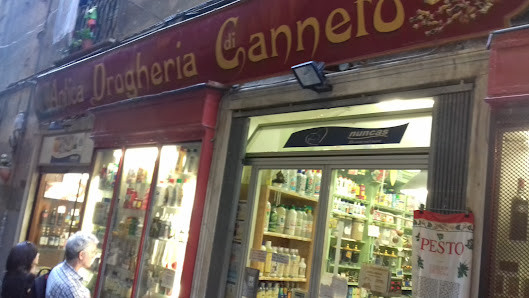 Antica Drogheria di Canneto
nuncas
PESTO